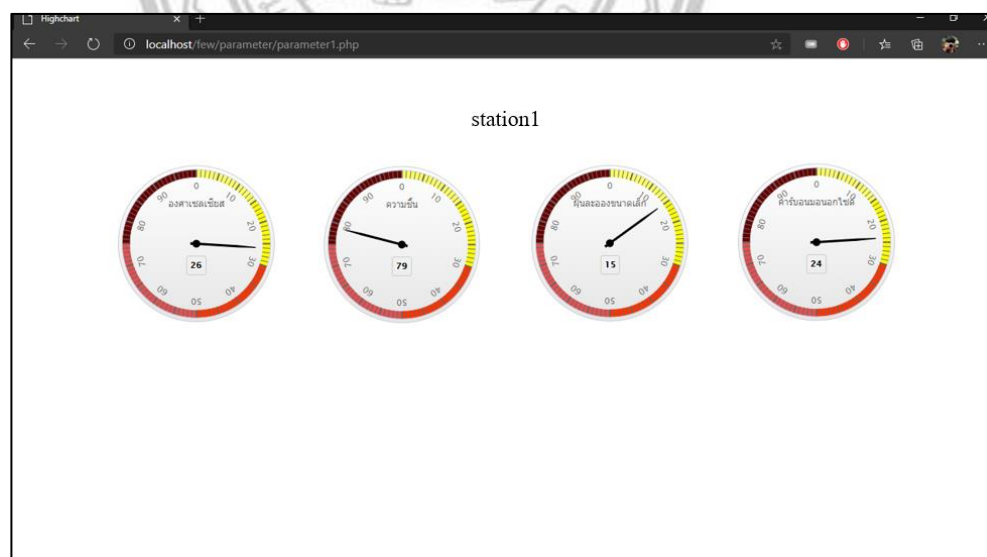 Highchart
localhost/few/parameter/parameter1.php
station1
0 10 20 30 40 50 60 70 80 90
องศาเซลเซียส
26
0 10 20 30 40 50 60 70 80 90
ความชื้น
79
0 10 20 30 40 50 60 70 80 90
ฝุ่นละอองขนาดเล็ก
15
0 10 20 30 40 50 60 70 80 90
คาร์บอนมอนอกไซด์
24